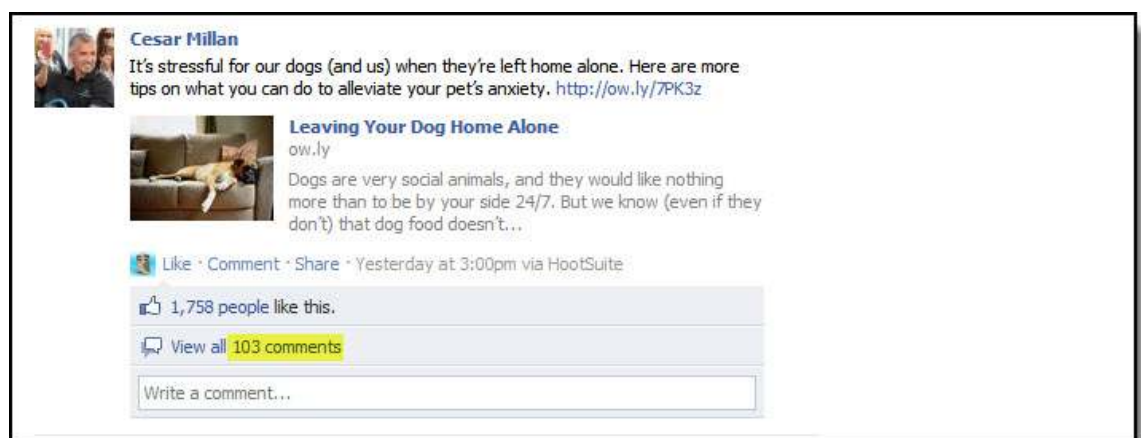 Cesar Millan
It's stressful for our dogs (and us) when they're left home alone. Here are more
tips on what you can do to alleviate your pet's anxiety. http://ow.ly/7PK3z
Leaving Your Dog Home Alone
ow.ly
Dogs are very social animals, and they would like nothing
more than to be by your side 24/7. But we know (even if they
don't) that dog food doesn't...
Like · Comment · Share · Yesterday at 3:00pm via HootSuite
1,758 people like this.
View all 103 comments
Write a comment...